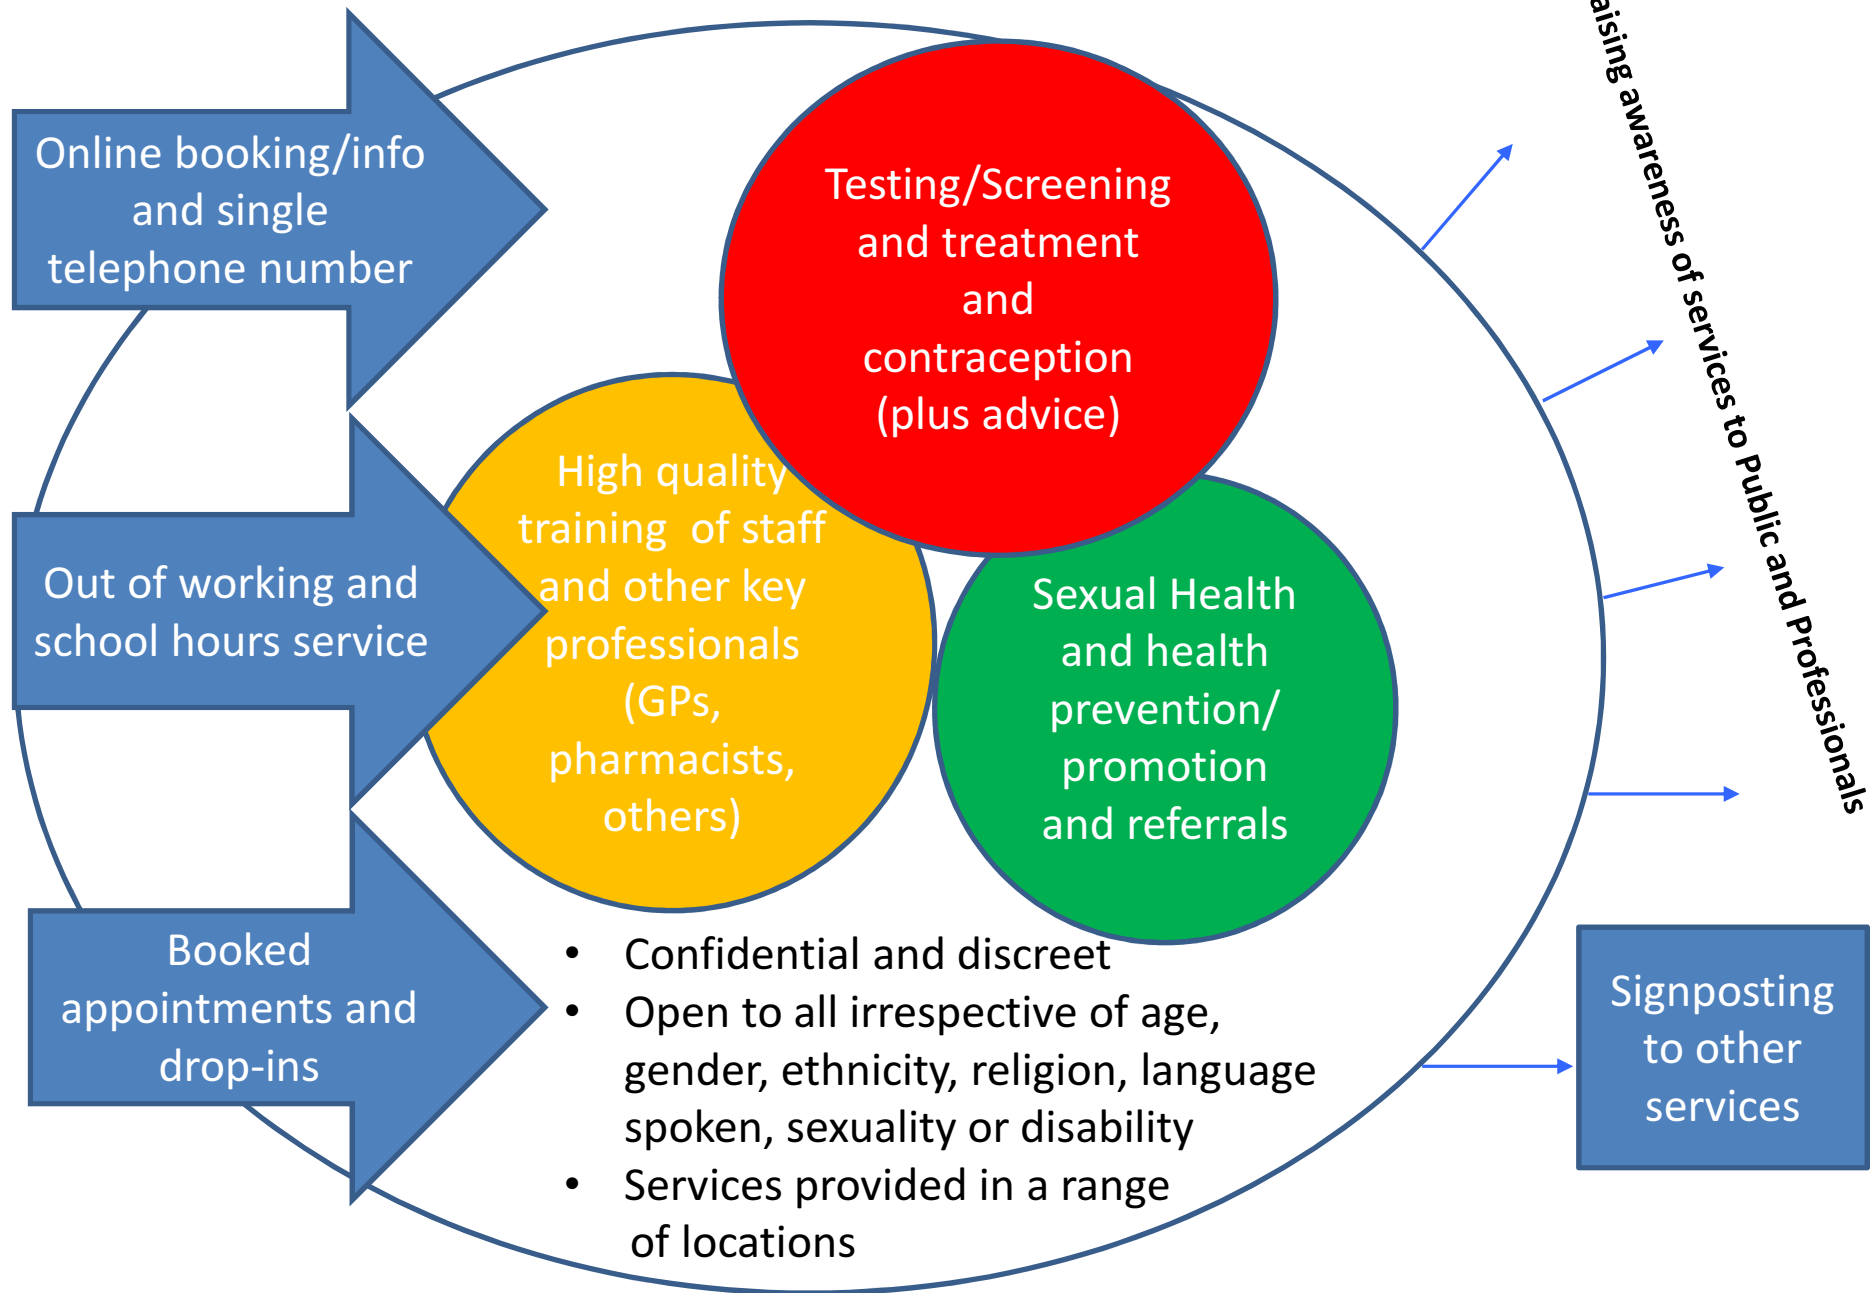 Online booking/info
and single
telephone number
Out of working and
school hours service
Booked
appointments and
drop-ins
Testing/Screening
and treatment
and
contraception
(plus advice)
High quality
training of staff
and other key
professionals
(GPs,
pharmacists,
others)
Sexual Health
and health
prevention/
promotion
and referrals
• Confidential and discreet
• Open to all irrespective of age,
gender, ethnicity, religion, language
spoken, sexuality or disability
• Services provided in a range
of locations
aising awareness of services to Public and Professionals
Signposting
to other
services